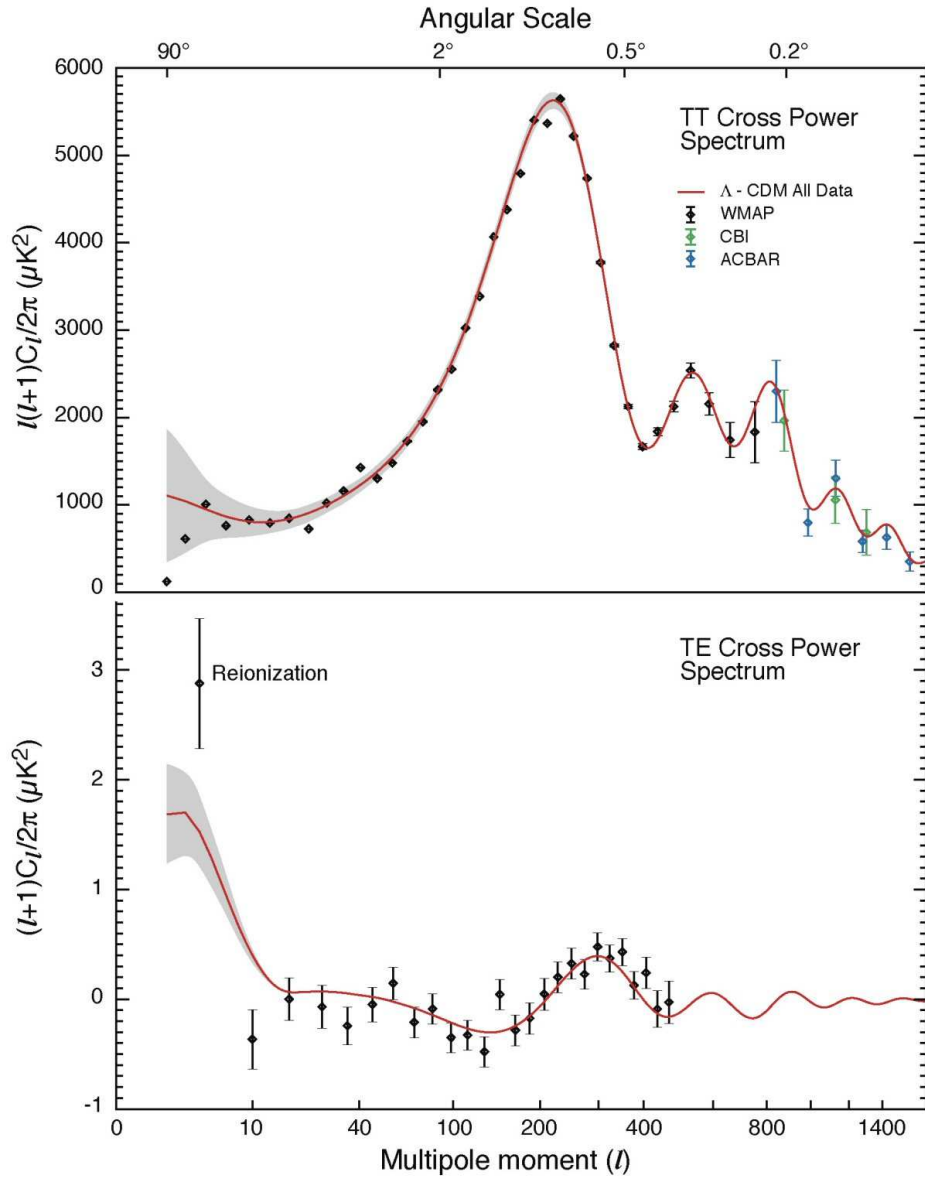 Angular Scale
90° 2° 0.5° 0.2°
6000
5000
4000
3000
2000
1000
0
l(l+1)Cl/2π (μK²)
TT Cross Power
Spectrum
Λ - CDM All Data
WMAP
CBI
ACBAR
3
2
1
0
-1
(l+1)Cl/2π (μK²)
Reionization
TE Cross Power
Spectrum
0 10 40 100 200 400 800 1400
Multipole moment (l)